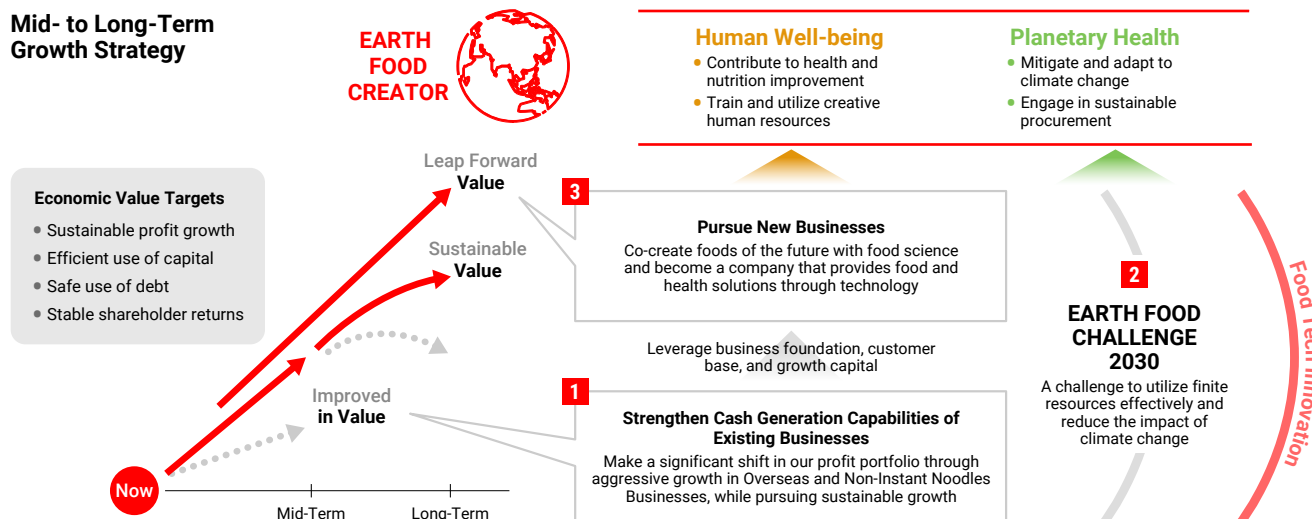 Mid- to Long-Term
Growth Strategy
EARTH
FOOD
CREATOR
Human Well-being
• Contribute to health and
nutrition improvement
• Train and utilize creative
human resources
Planetary Health
• Mitigate and adapt to
climate change
• Engage in sustainable
procurement
Economic Value Targets
• Sustainable profit growth
• Efficient use of capital
• Safe use of debt
• Stable shareholder returns
Leap Forward
Value
Sustainable
Value
Improved
in Value
Now
Mid-Term
Long-Term
3
Pursue New Businesses
Co-create foods of the future with food science
and become a company that provides food and
health solutions through technology
Leverage business foundation, customer
base, and growth capital
1
Strengthen Cash Generation Capabilities of
Existing Businesses
Make a significant shift in our profit portfolio through
aggressive growth in Overseas and Non-Instant Noodles
Businesses, while pursuing sustainable growth
2
EARTH FOOD
CHALLENGE
2030
A challenge to utilize finite
resources effectively and
reduce the impact of
climate change
Food Tech Innovation